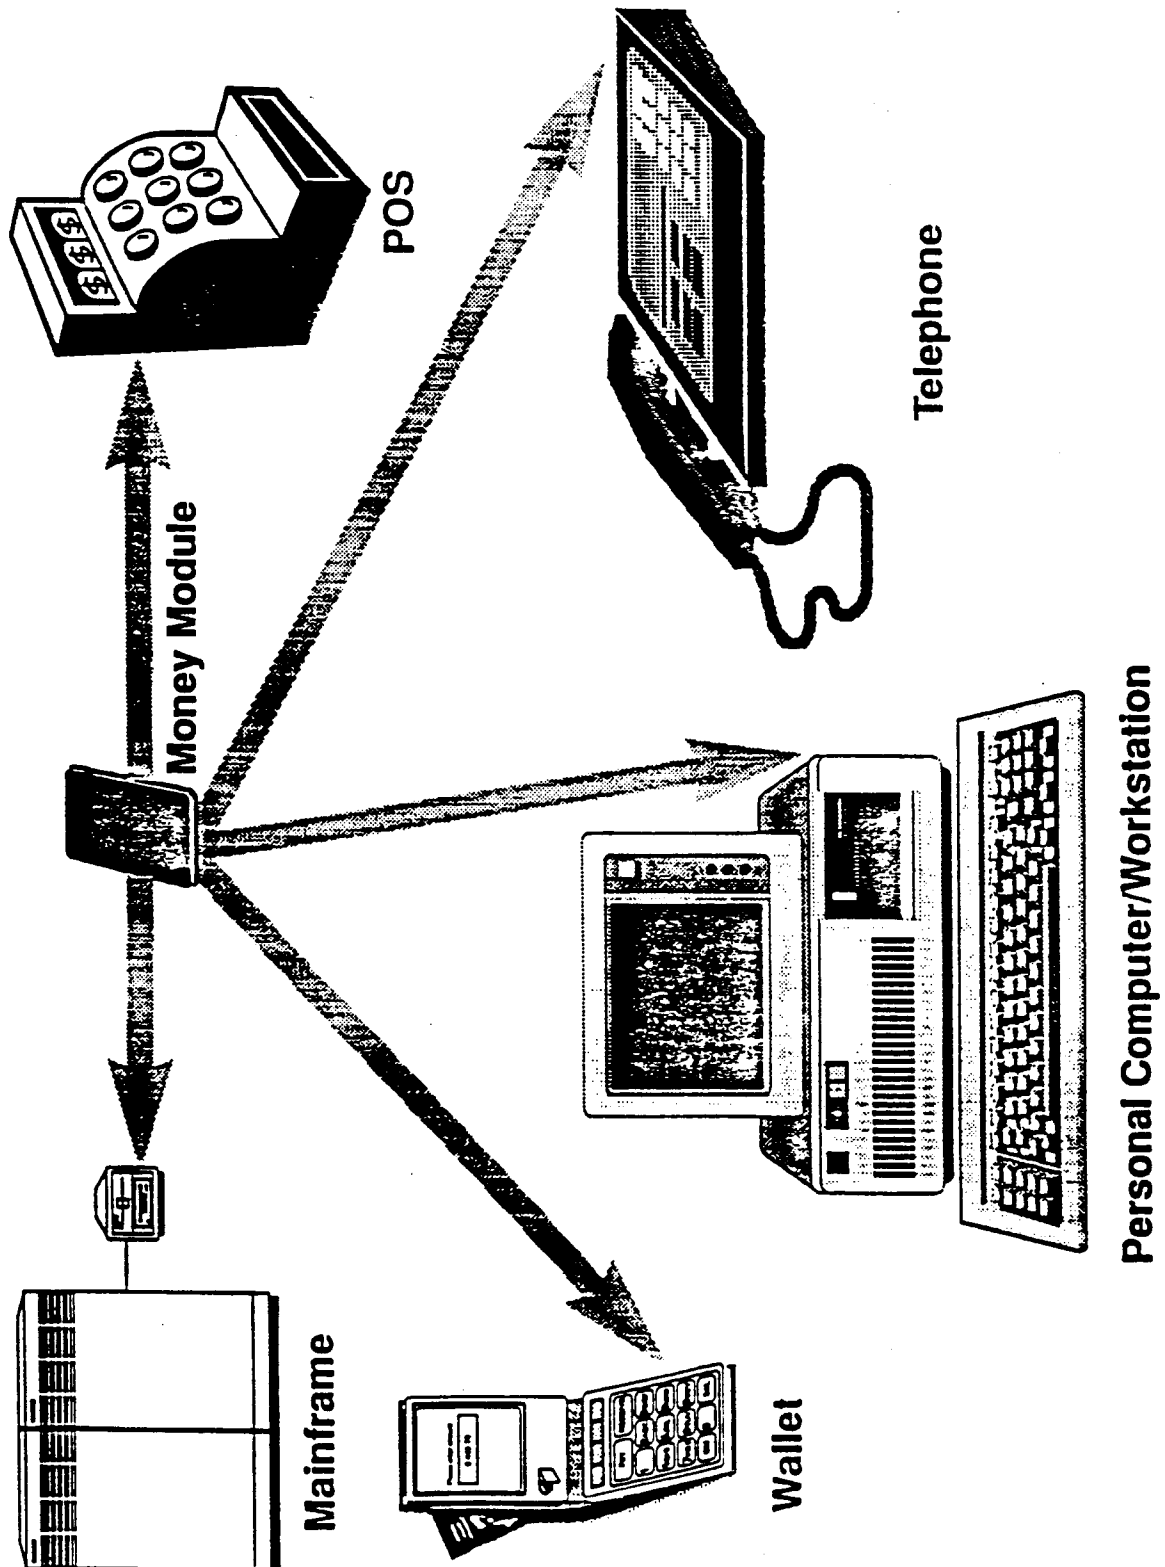 Mainframe
Money Module
$ $ $
POS
Wallet
Personal Computer/Workstation
Telephone